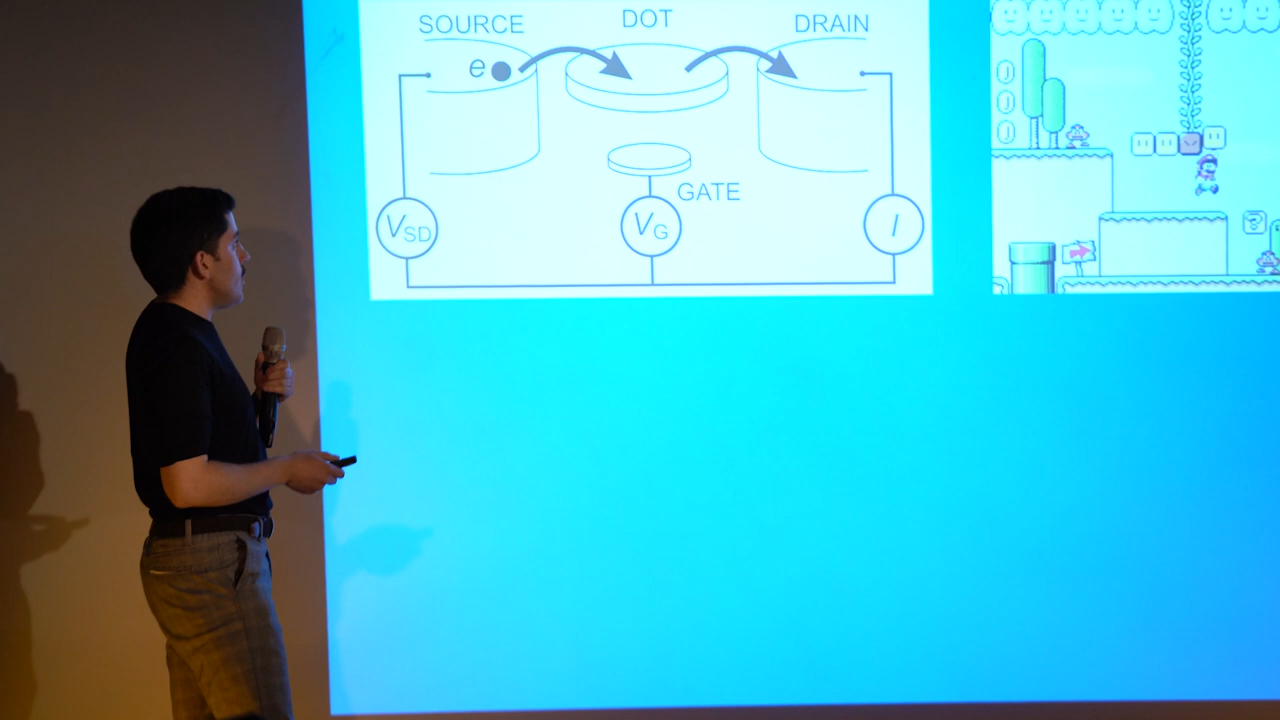 SOURCE
DOT
DRAIN
e
GATE
VSD
VG
I
?